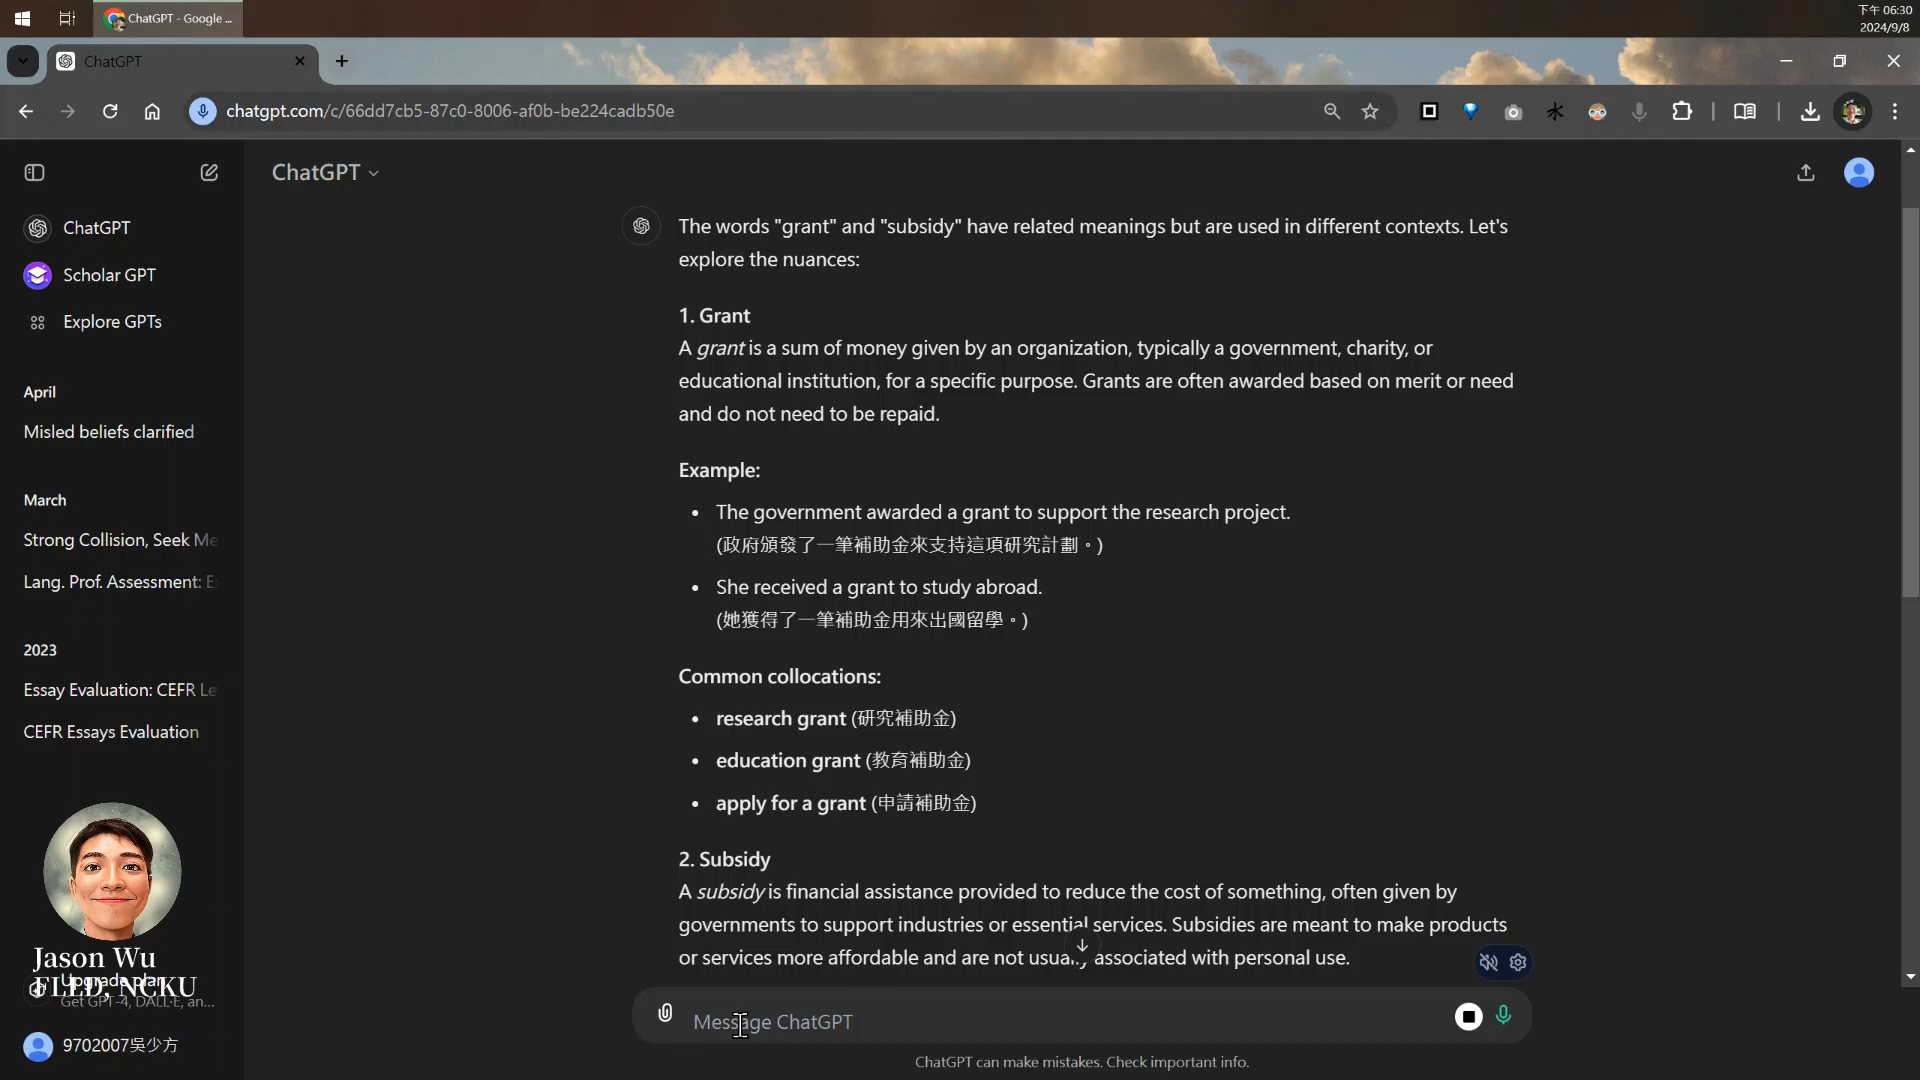 ChatGPT - Google ...
下午 06:30
2024/9/8
ChatGPT
chatgpt.com/c/66dd7cb5-87c0-8006-af0b-be224cadb50e
ChatGPT
ChatGPT
Scholar GPT
Explore GPTs
April
Misled beliefs clarified
March
Strong Collision, Seek Me
Lang. Prof. Assessment: E
2023
Essay Evaluation: CEFR Le
CEFR Essays Evaluation
Jason Wu
FLLD, NCKU
Upgrade plan
Get GPT-4, DALL·E, an...
9702007吳少方
The words "grant" and "subsidy" have related meanings but are used in different contexts. Let's
explore the nuances:
1. Grant
A grant is a sum of money given by an organization, typically a government, charity, or
educational institution, for a specific purpose. Grants are often awarded based on merit or need
and do not need to be repaid.
Example:
• The government awarded a grant to support the research project.
(政府頒發了一筆補助金來支持這項研究計劃。)
• She received a grant to study abroad.
(她獲得了一筆補助金用來出國留學。)
Common collocations:
• research grant (研究補助金)
• education grant (教育補助金)
• apply for a grant (申請補助金)
2. Subsidy
A subsidy is financial assistance provided to reduce the cost of something, often given by
governments to support industries or essential services. Subsidies are meant to make products
or services more affordable and are not usually associated with personal use.
Message ChatGPT
ChatGPT can make mistakes. Check important info.